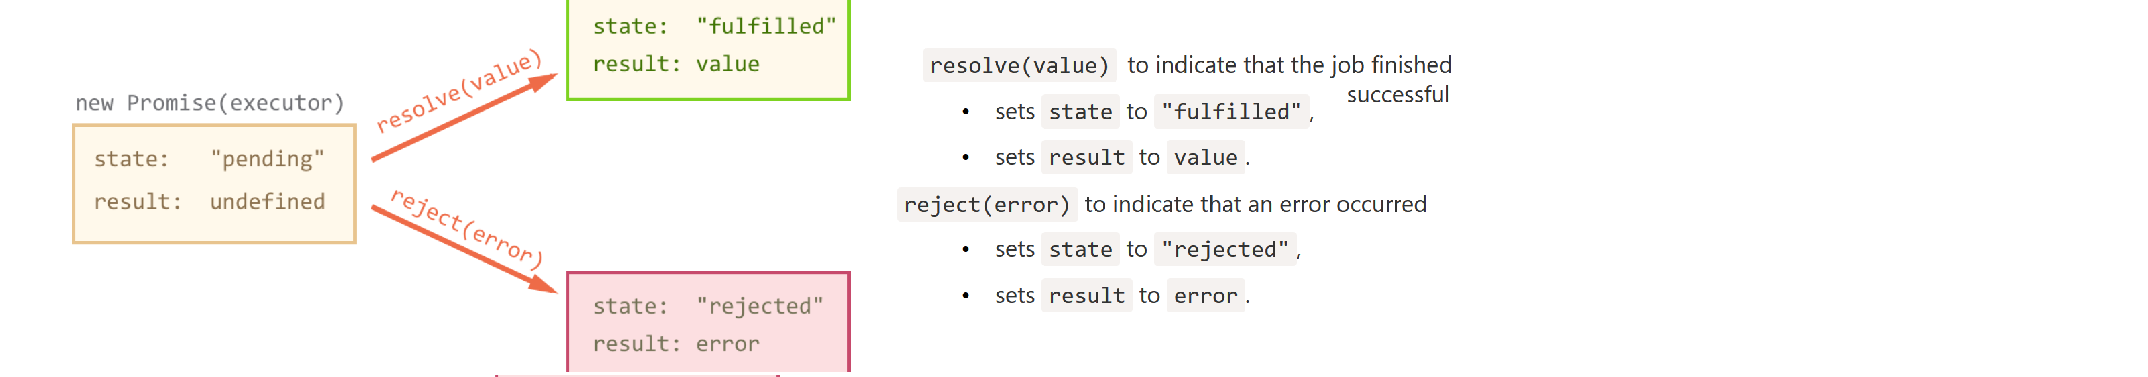 new Promise(executor)
state: "pending"
result: undefined
resolve(value)
reject(error)
state: "fulfilled"
result: value
state: "rejected"
result: error
resolve(value) to indicate that the job finished
successful
• sets state to "fulfilled",
• sets result to value.
reject(error) to indicate that an error occurred
• sets state to "rejected",
• sets result to error.